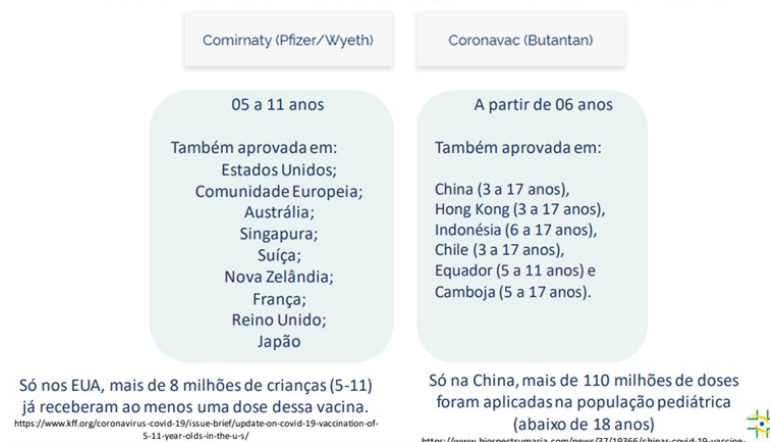 Comirnaty (Pfizer/Wyeth)
Coronavac (Butantan)
05 a 11 anos
Também aprovada em:
Estados Unidos;
Comunidade Europeia;
Austrália;
Singapura;
Suíça;
Nova Zelândia;
França;
Reino Unido;
Japão
A partir de 06 anos
Também aprovada em:
China (3 a 17 anos),
Hong Kong (3 a 17 anos),
Indonésia (6 a 17 anos),
Chile (3 a 17 anos),
Equador (5 a 11 anos) e
Camboja (5 a 17 anos).
Só nos EUA, mais de 8 milhões de crianças (5-11)
já receberam ao menos uma dose dessa vacina.
https://www.kff.org/coronavirus-covid-19/issue-brief/update-on-covid-19-vaccination-of-
5-11-year-olds-in-the-u-s/
Só na China, mais de 110 milhões de doses
foram aplicadas na população pediátrica
(abaixo de 18 anos)